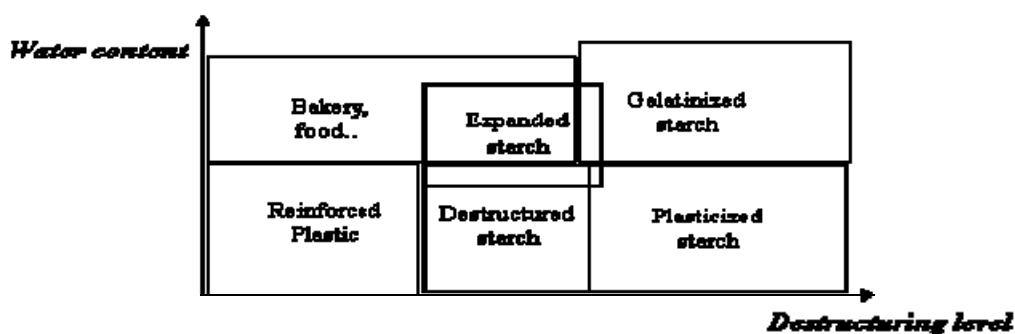 Water content
Bakery,
food..
Expanded
starch
Gelatinized
starch
Reinforced
Plastic
Destructured
starch
Plasticized
starch
Destructuring level